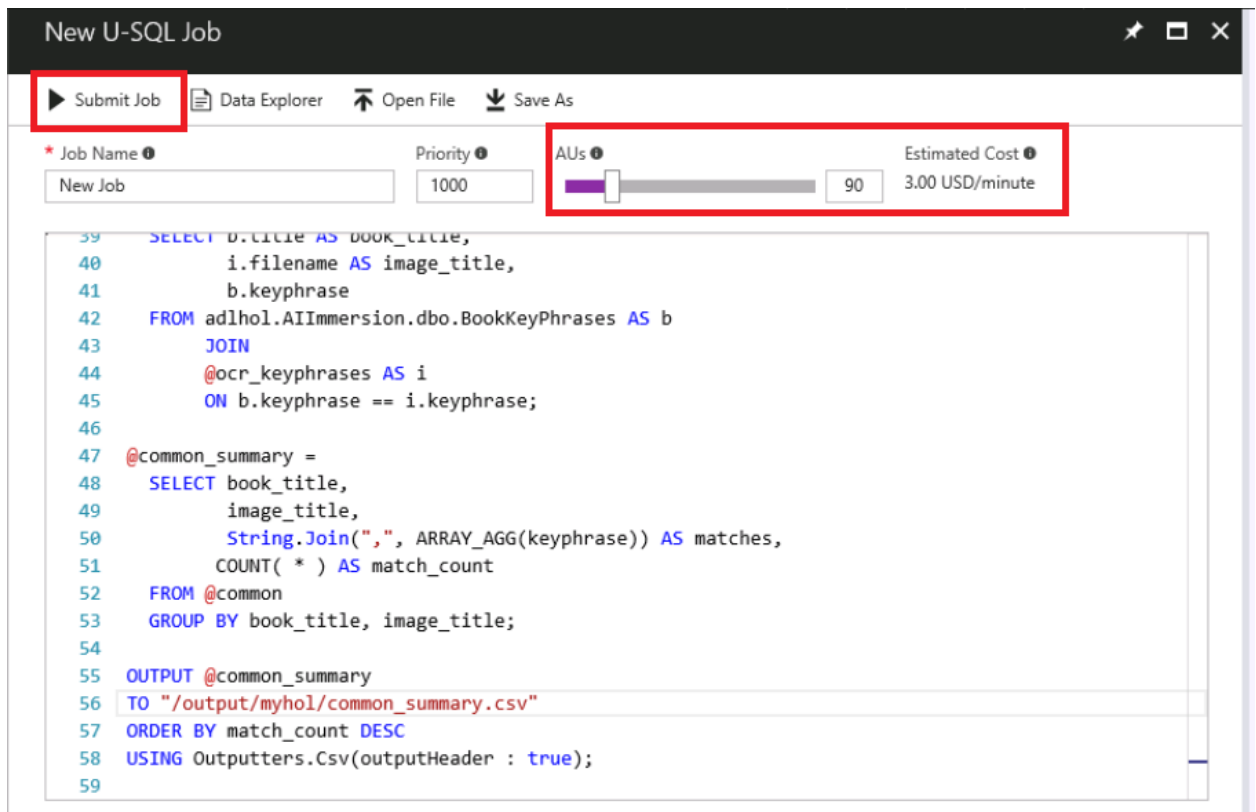 New U-SQL Job
Submit Job Data Explorer Open File Save As
* Job Name Priority AUs Estimated Cost
New Job 1000 90 3.00 USD/minute
39 SELECT b.title AS book_title,
40 i.filename AS image_title,
41 b.keyphrase
42 FROM adlhol.AIImmersion.dbo.BookKeyPhrases AS b
43 JOIN
44 @ocr_keyphrases AS i
45 ON b.keyphrase == i.keyphrase;
46
47 @common_summary =
48 SELECT book_title,
49 image_title,
50 String.Join(",", ARRAY_AGG(keyphrase)) AS matches,
51 COUNT( * ) AS match_count
52 FROM @common
53 GROUP BY book_title, image_title;
54
55 OUTPUT @common_summary
56 TO "/output/myhol/common_summary.csv"
57 ORDER BY match_count DESC
58 USING Outputters.Csv(outputHeader : true);
59